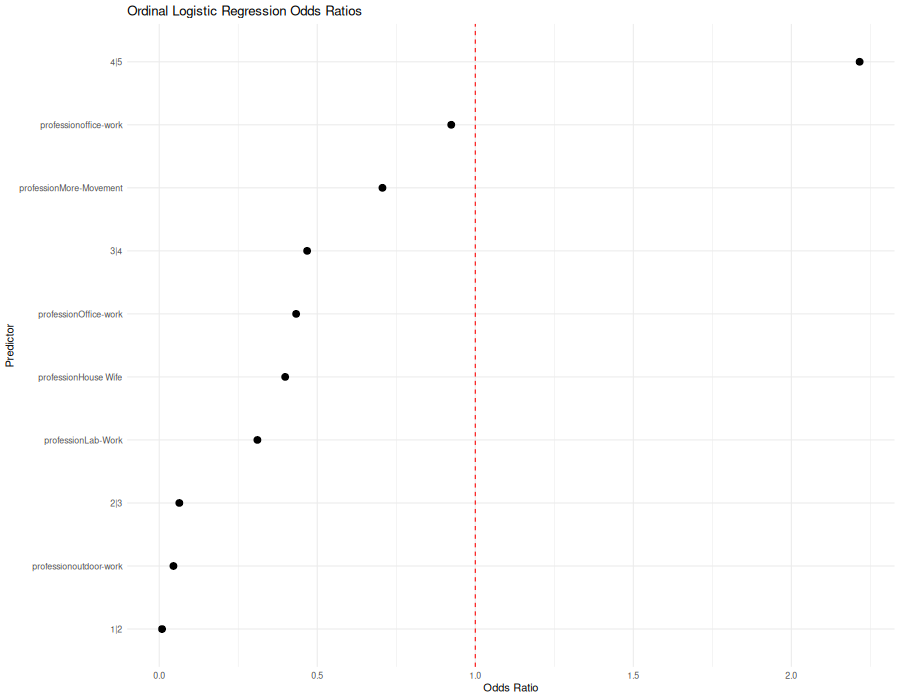 Ordinal Logistic Regression Odds Ratios
4|5
professionoffice-work
professionMore-Movement
3|4
professionOffice-work
professionHouse Wife
professionLab-Work
2|3
professionoutdoor-work
1|2
Predictor
0.0 0.5 1.0 1.5 2.0
Odds Ratio